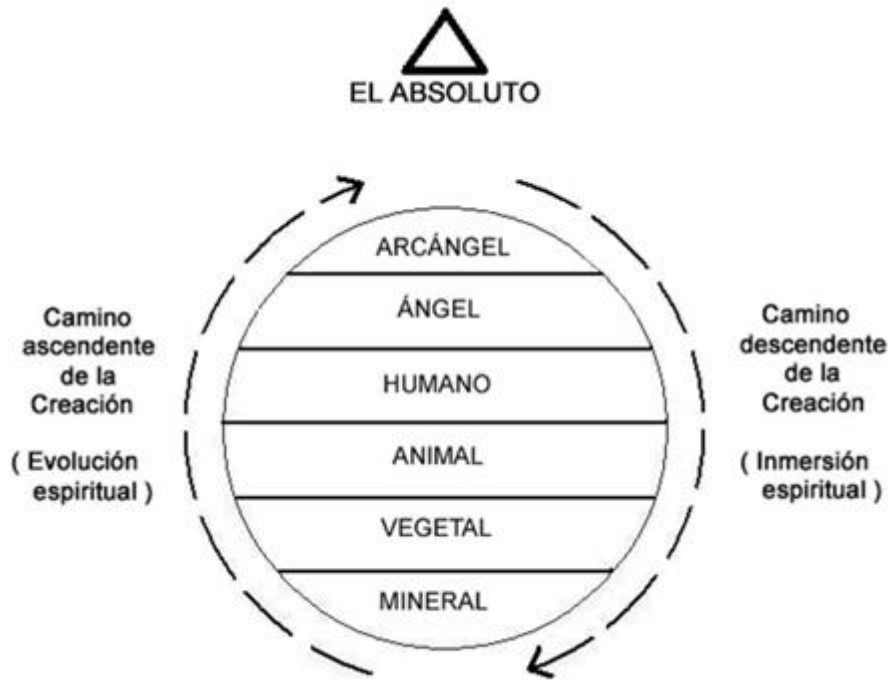 EL ABSOLUTO
ARCÁNGEL
ÁNGEL
HUMANO
ANIMAL
VEGETAL
MINERAL
Camino
ascendente
de la
Creación
( Evolución
espiritual )
Camino
descendente
de la
Creación
( Inmersión
espiritual )